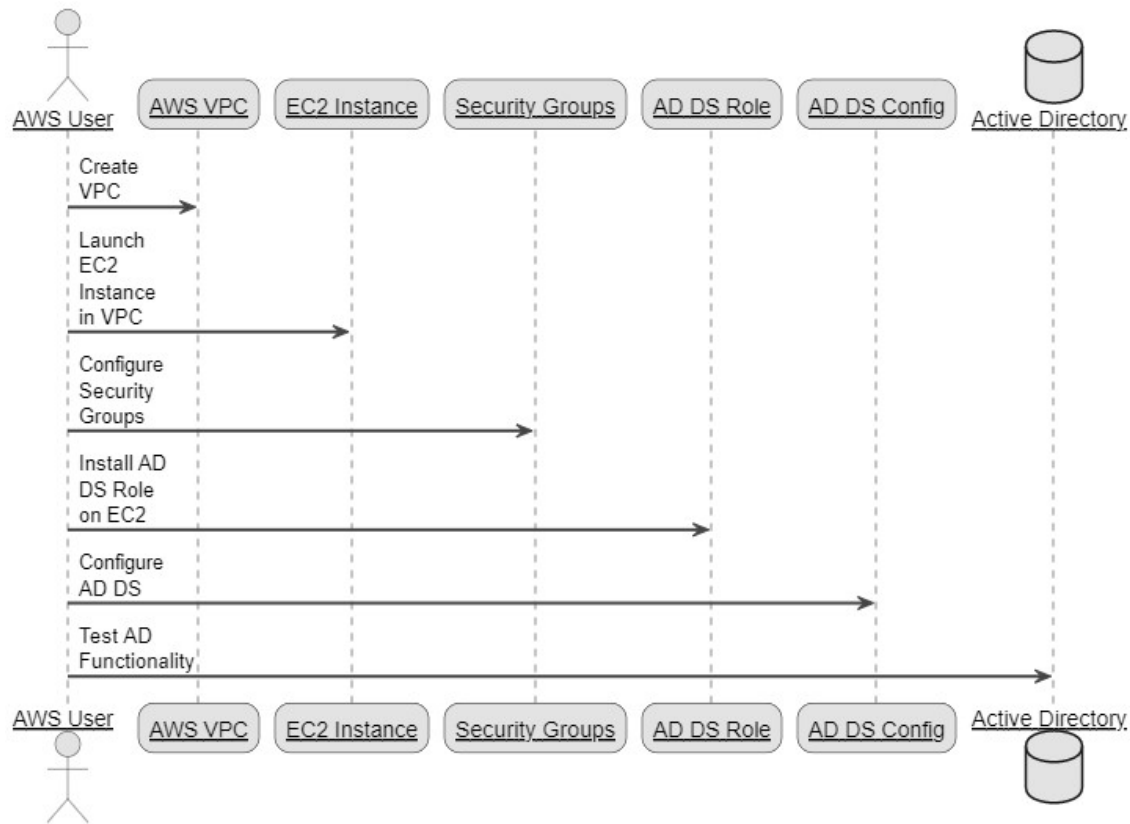 AWS User
AWS VPC
EC2 Instance
Security Groups
AD DS Role
AD DS Config
Active Directory
Create
VPC
Launch
EC2
Instance
in VPC
Configure
Security
Groups
Install AD
DS Role
on EC2
Configure
AD DS
Test AD
Functionality
AWS User
AWS VPC
EC2 Instance
Security Groups
AD DS Role
AD DS Config
Active Directory